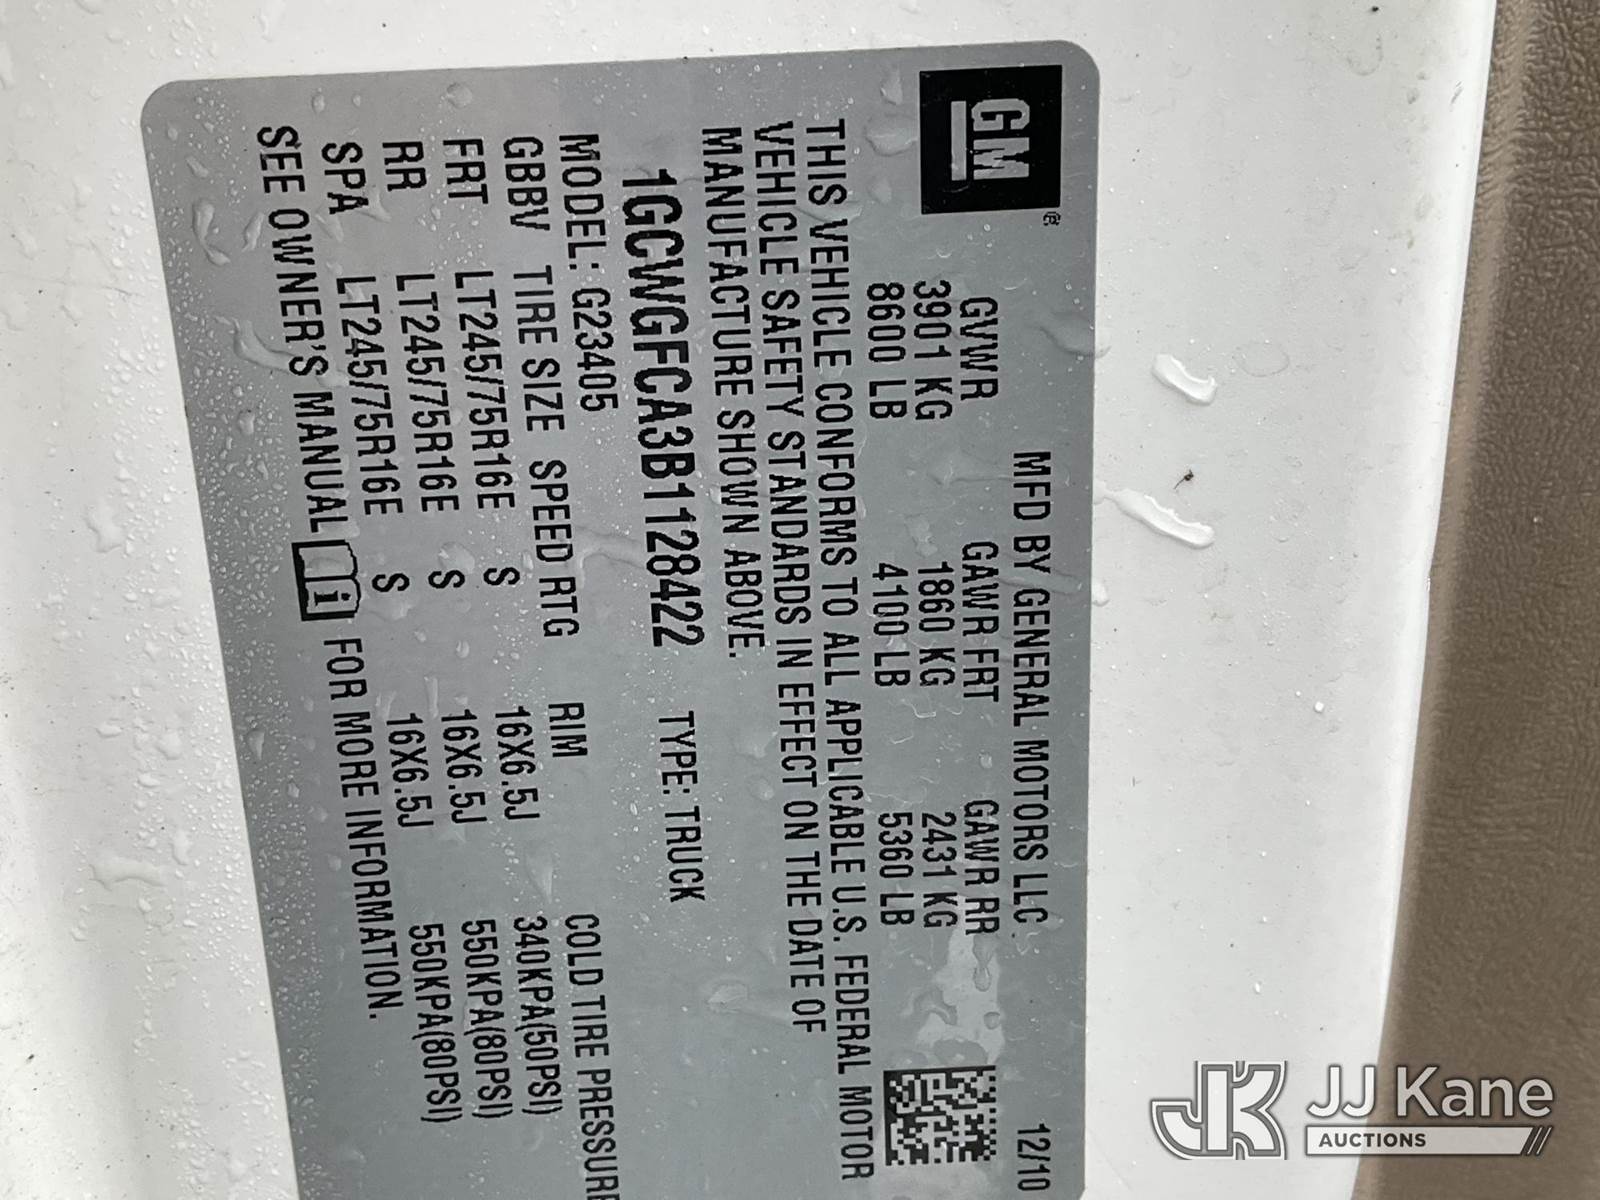 GM®
MFD BY GENERAL MOTORS LLC 12/10
GVWR GAWR FRT GAWR RR
3901 KG 1860 KG 2431 KG
8600 LB 4100 LB 5360 LB
THIS VEHICLE CONFORMS TO ALL APPLICABLE U.S. FEDERAL MOTOR
VEHICLE SAFETY STANDARDS IN EFFECT ON THE DATE OF
MANUFACTURE SHOWN ABOVE.
1GCWGFCA3B1128422 TYPE: TRUCK
MODEL: G23405
GBBV TIRE SIZE SPEED RTG RIM COLD TIRE PRESSURE
FRT LT245/75R16E S 16X6.5J 340KPA(50PSI)
RR LT245/75R16E S 16X6.5J 550KPA(80PSI)
SPA LT245/75R16E S 16X6.5J 550KPA(80PSI)
SEE OWNER'S MANUAL i FOR MORE INFORMATION.
JK JJ Kane
AUCTIONS